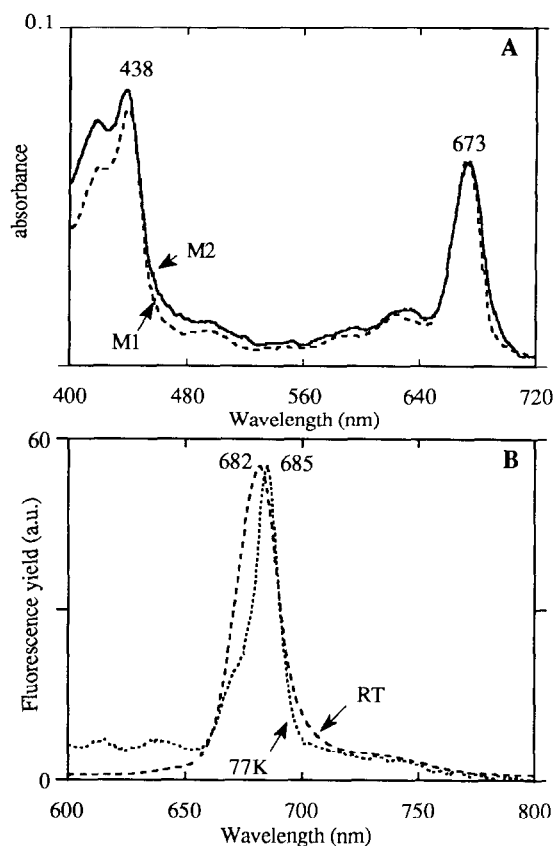 0.1
A
438
673
absorbance
M2
M1
400
480
560
640
720
Wavelength (nm)
60
B
682
685
Fluorescence yield (a.u.)
RT
77K
0
600
650
700
750
800
Wavelength (nm)